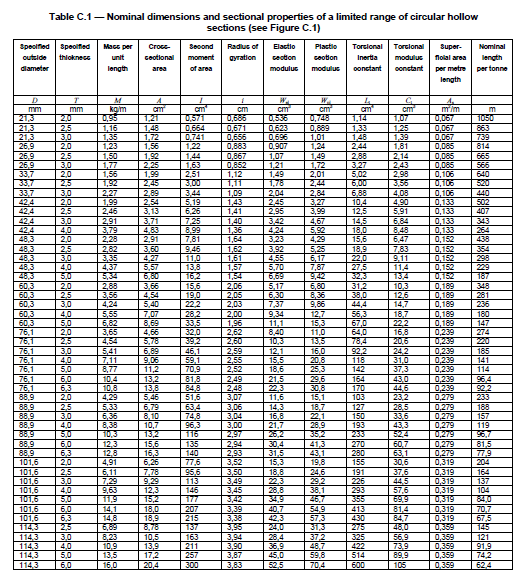 Table C.1 — Nominal dimensions and sectional properties of a limited range of circular hollow
sections (see Figure C.1)
Specified outside diameter Specified thickness Mass per unit length Cross-sectional area Second moment of area Radius of gyration Elastic section modulus Plastic section modulus Torsional inertia constant Torsional modulus constant Super-ficial area per metre length Nominal length per tonne
D T M A I i Wel Wpl It Ct As
mm mm kg/m cm² cm⁴ cm cm³ cm³ cm⁴ cm³ m²/m m
21,3 2,0 0,95 1,21 0,571 0,686 0,536 0,748 1,14 1,07 0,067 1050
21,3 2,5 1,16 1,48 0,664 0,671 0,623 0,889 1,33 1,25 0,067 863
21,3 3,0 1,35 1,72 0,741 0,656 0,696 1,01 1,48 1,39 0,067 739
26,9 2,0 1,23 1,56 1,22 0,883 0,907 1,24 2,44 1,81 0,085 814
26,9 2,5 1,50 1,92 1,44 0,867 1,07 1,49 2,88 2,14 0,085 665
26,9 3,0 1,77 2,25 1,63 0,852 1,21 1,72 3,27 2,43 0,085 566
33,7 2,0 1,56 1,99 2,51 1,12 1,49 2,01 5,02 2,98 0,106 640
33,7 2,5 1,92 2,45 3,00 1,11 1,78 2,44 6,00 3,56 0,106 520
33,7 3,0 2,27 2,89 3,44 1,09 2,04 2,84 6,88 4,08 0,106 440
42,4 2,0 1,99 2,54 5,19 1,43 2,45 3,27 10,4 4,90 0,133 502
42,4 2,5 2,46 3,13 6,26 1,41 2,95 3,99 12,5 5,91 0,133 407
42,4 3,0 2,91 3,71 7,25 1,40 3,42 4,67 14,5 6,84 0,133 343
42,4 4,0 3,79 4,83 8,99 1,36 4,24 5,92 18,0 8,48 0,133 264
48,3 2,0 2,28 2,91 7,81 1,64 3,23 4,29 15,6 6,47 0,152 438
48,3 2,5 2,82 3,60 9,46 1,62 3,92 5,25 18,9 7,83 0,152 354
48,3 3,0 3,35 4,27 11,0 1,61 4,55 6,17 22,0 9,11 0,152 298
48,3 4,0 4,37 5,57 13,8 1,57 5,70 7,87 27,5 11,4 0,152 229
48,3 5,0 5,34 6,80 16,2 1,54 6,69 9,42 32,3 13,4 0,152 187
60,3 2,0 2,88 3,66 15,6 2,06 5,17 6,80 31,2 10,3 0,189 348
60,3 2,5 3,56 4,54 19,0 2,05 6,30 8,36 38,0 12,6 0,189 281
60,3 3,0 4,24 5,40 22,2 2,03 7,37 9,86 44,4 14,7 0,189 236
60,3 4,0 5,55 7,07 28,2 2,00 9,34 12,7 56,3 18,7 0,189 180
60,3 5,0 6,82 8,69 33,5 1,96 11,1 15,3 67,0 22,2 0,189 147
76,1 2,0 3,65 4,66 32,0 2,62 8,40 11,0 64,0 16,8 0,239 274
76,1 2,5 4,54 5,78 39,2 2,60 10,3 13,5 78,4 20,6 0,239 220
76,1 3,0 5,41 6,89 46,1 2,59 12,1 16,0 92,2 24,2 0,239 185
76,1 4,0 7,11 9,06 59,1 2,55 15,5 20,8 118 31,0 0,239 141
76,1 5,0 8,77 11,2 70,9 2,52 18,6 25,3 142 37,3 0,239 114
76,1 6,0 10,4 13,2 81,8 2,49 21,5 29,6 164 43,0 0,239 96,4
76,1 6,3 10,8 13,8 84,8 2,48 22,3 30,8 170 44,6 0,239 92,2
88,9 2,0 4,29 5,46 51,6 3,07 11,6 15,1 103 23,2 0,279 233
88,9 2,5 5,33 6,79 63,4 3,06 14,3 18,7 127 28,5 0,279 188
88,9 3,0 6,36 8,10 74,8 3,04 16,8 22,1 150 33,6 0,279 157
88,9 4,0 8,38 10,7 96,3 3,00 21,7 28,9 193 43,3 0,279 119
88,9 5,0 10,3 13,2 116 2,97 26,2 35,2 233 52,4 0,279 96,7
88,9 6,0 12,3 15,6 135 2,94 30,4 41,3 270 60,7 0,279 81,5
88,9 6,3 12,8 16,3 140 2,93 31,5 43,1 280 63,1 0,279 77,9
101,6 2,0 4,91 6,26 77,6 3,52 15,3 19,8 155 30,6 0,319 204
101,6 2,5 6,11 7,78 95,6 3,50 18,8 24,6 191 37,6 0,319 164
101,6 3,0 7,29 9,29 113 3,49 22,3 29,2 226 44,5 0,319 137
101,6 4,0 9,63 12,3 146 3,45 28,8 38,1 293 57,6 0,319 104
101,6 5,0 11,9 15,2 177 3,42 34,9 46,7 355 69,9 0,319 84,0
101,6 6,0 14,1 18,0 207 3,39 40,7 54,9 413 81,4 0,319 70,7
101,6 6,3 14,8 18,9 215 3,38 42,3 57,3 430 84,7 0,319 67,5
114,3 2,5 6,89 8,78 137 3,95 24,0 31,3 275 48,0 0,359 145
114,3 3,0 8,23 10,5 163 3,94 28,4 37,2 325 56,9 0,359 121
114,3 4,0 10,9 13,9 211 3,90 36,9 48,7 422 73,9 0,359 91,9
114,3 5,0 13,5 17,2 257 3,87 45,0 59,8 514 89,9 0,359 74,2
114,3 6,0 16,0 20,4 300 3,83 52,5 70,4 600 105 0,359 62,4